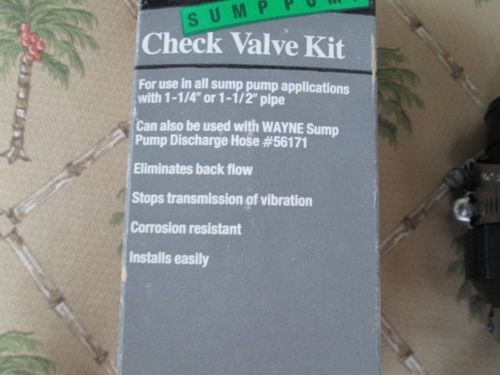 SUMP PUMP
Check Valve Kit
For use in all sump pump applications
with 1-1/4" or 1-1/2" pipe
Can also be used with WAYNE Sump
Pump Discharge Hose #56171
Eliminates back flow
Stops transmission of vibration
Corrosion resistant
Installs easily